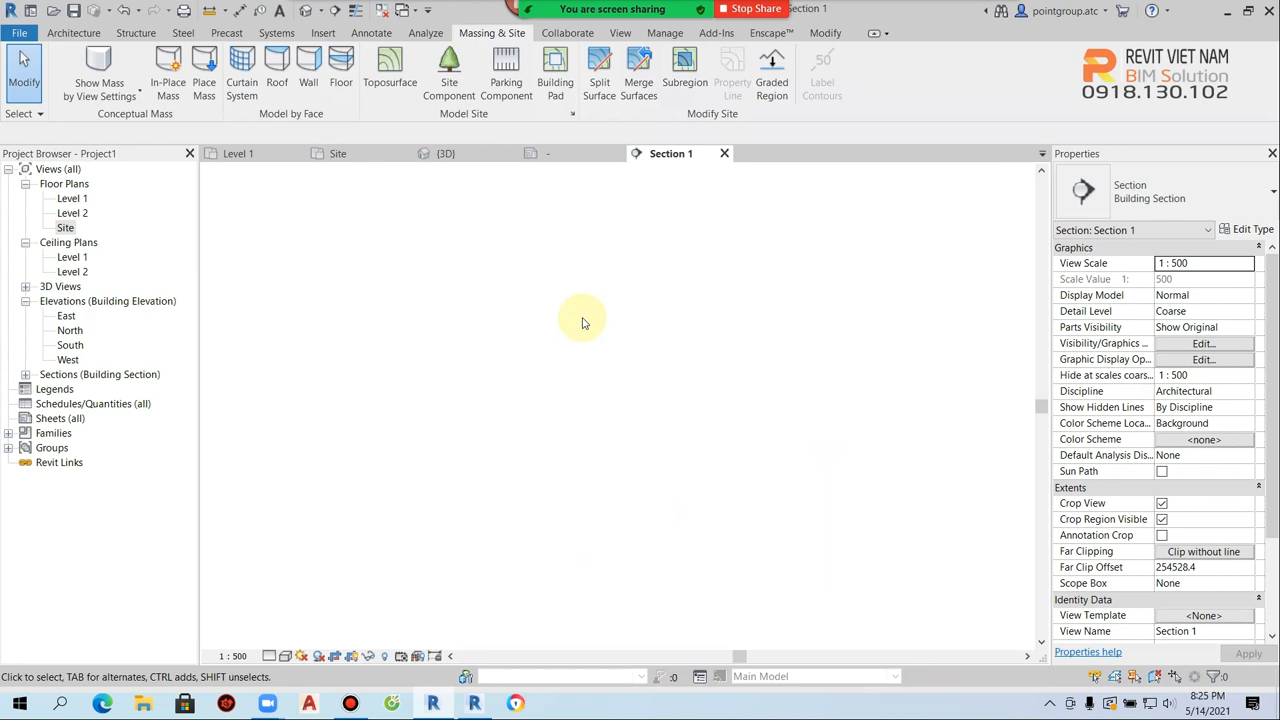 You are screen sharing
Stop Share
Section 1
pointgroup.atc
File
Architecture
Structure
Steel
Precast
Systems
Insert
Annotate
Analyze
Massing & Site
Collaborate
View
Manage
Add-Ins
Enscape™
Modify
Modify
Show Mass
by View Settings
In-Place
Mass
Place
Mass
Curtain
System
Roof
Wall
Floor
Toposurface
Site
Component
Parking
Component
Building
Pad
Split
Surface
Merge
Surfaces
Subregion
Property
Line
Graded
Region
50
Label
Contours
REVIT VIET NAM
BIM Solution
0918.130.102
Select
Conceptual Mass
Model by Face
Model Site
Modify Site
Project Browser - Project1
Level 1
Site
{3D}
-
Section 1
Properties
Views (all)
Floor Plans
Level 1
Level 2
Site
Ceiling Plans
Level 1
Level 2
3D Views
Elevations (Building Elevation)
East
North
South
West
Sections (Building Section)
Legends
Schedules/Quantities (all)
Sheets (all)
Families
Groups
Revit Links
Section
Building Section
Section: Section 1
Edit Type
Graphics
View Scale 1 : 500
Scale Value 1: 500
Display Model Normal
Detail Level Coarse
Parts Visibility Show Original
Visibility/Graphics ... Edit...
Graphic Display Op... Edit...
Hide at scales coars... 1 : 500
Discipline Architectural
Show Hidden Lines By Discipline
Color Scheme Loca... Background
Color Scheme <none>
Default Analysis Dis... None
Sun Path
Extents
Crop View
Crop Region Visible
Annotation Crop
Far Clipping Clip without line
Far Clip Offset 254528.4
Scope Box None
Identity Data
View Template <None>
View Name Section 1
Properties help
Apply
1 : 500
Click to select, TAB for alternates, CTRL adds, SHIFT unselects.
:0
Main Model
:0
8:25 PM
5/14/2021